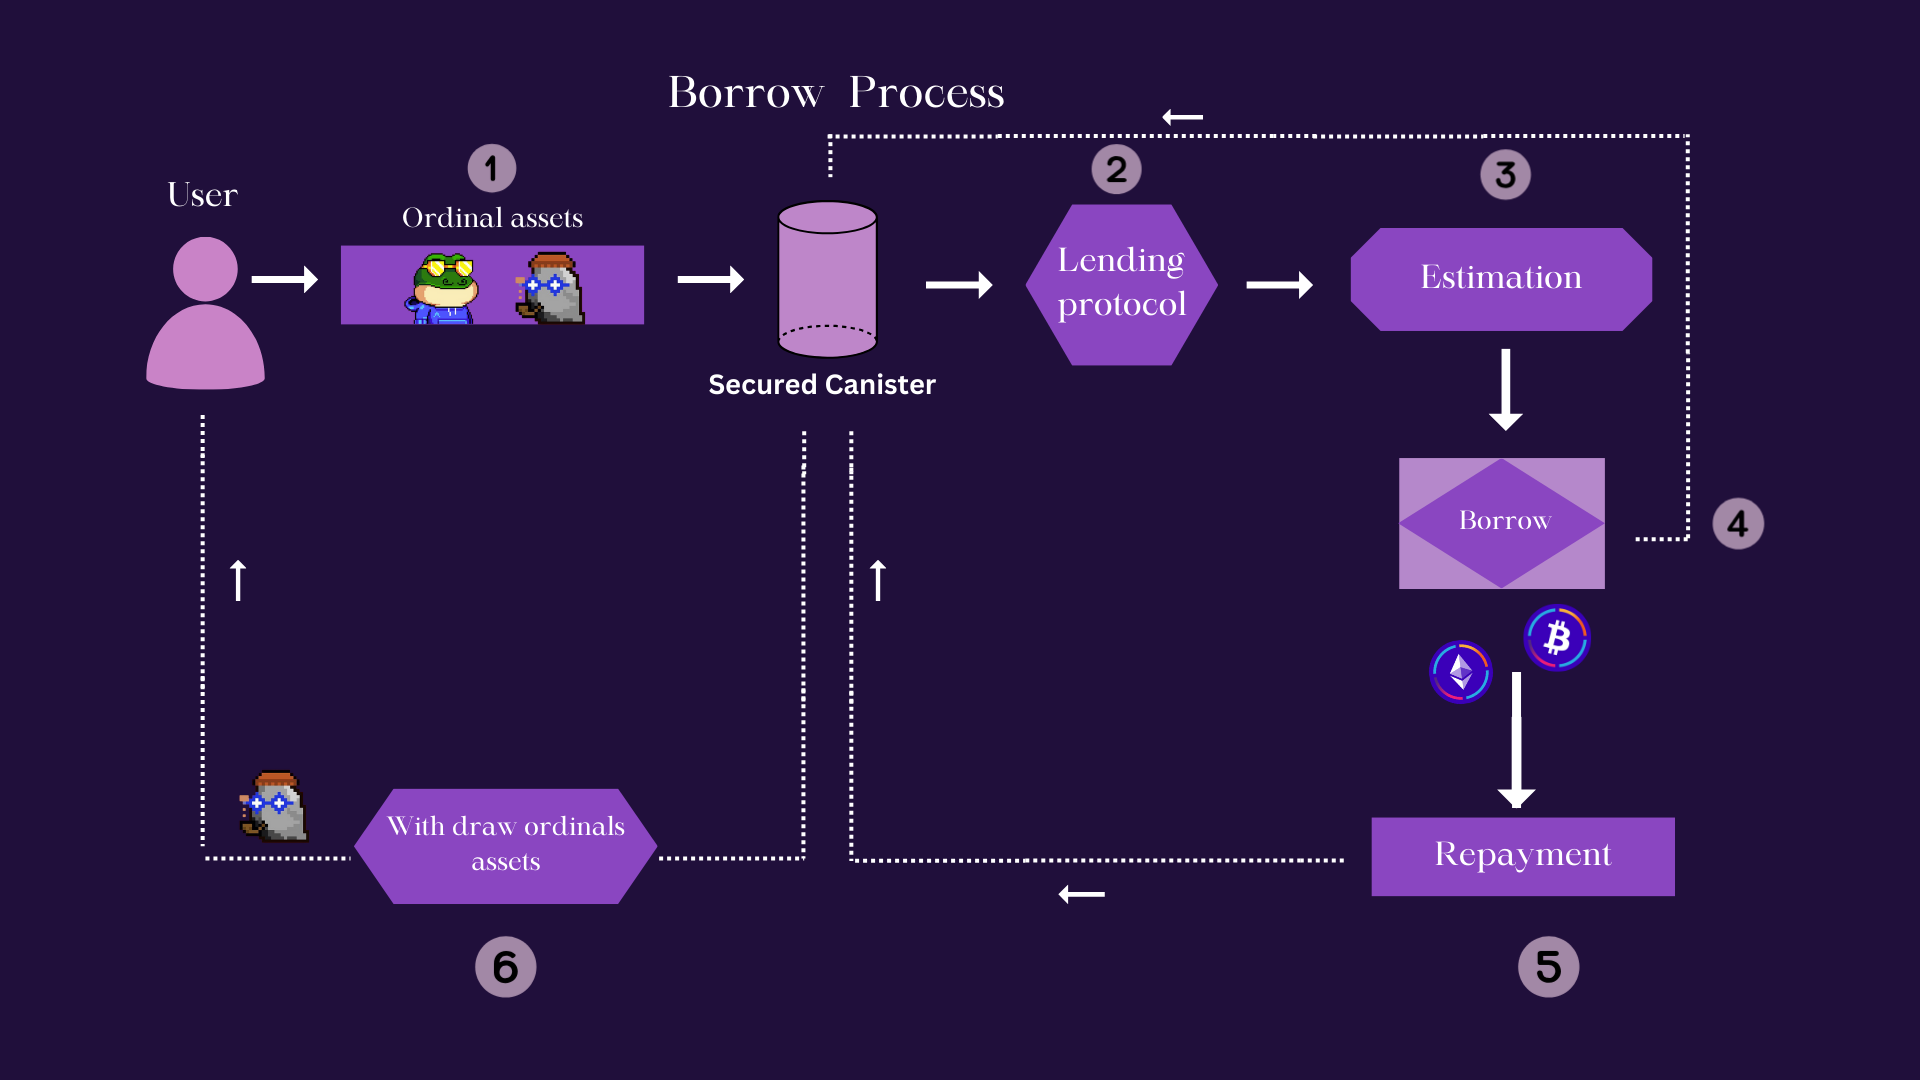 Borrow Process
User
1
Ordinal assets
Secured Canister
2
Lending
protocol
3
Estimation
4
Borrow
5
Repayment
6
With draw ordinals
assets